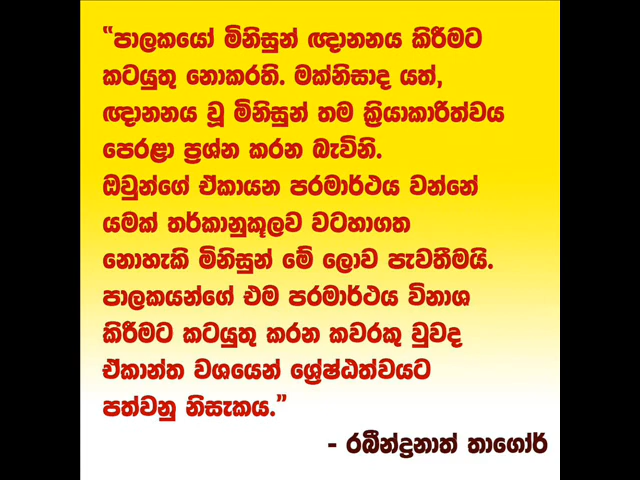 “පාලකයෝ මිනිසුන් ඥානනය කිරීමට
කටයුතු නොකරති. මක්නිසාද යත්,
ඥානනය වූ මිනිසුන් තම ක්‍රියාකාරිත්වය
පෙරළා ප්‍රශ්න කරන බැවිනි.
ඔවුන්ගේ ඒකායන පරමාර්ථය වන්නේ
යමක් තර්කානුකූලව වටහාගත
නොහැකි මිනිසුන් මේ ලොව පැවතීමයි.
පාලකයන්ගේ එම පරමාර්ථය විනාශ
කිරීමට කටයුතු කරන කවරකු වුවද
ඒකාන්ත වශයෙන් ශ්‍රේෂ්ඨත්වයට
පත්වනු නිසැකය.”
- රබීන්ද්‍රනාත් තාගෝර්